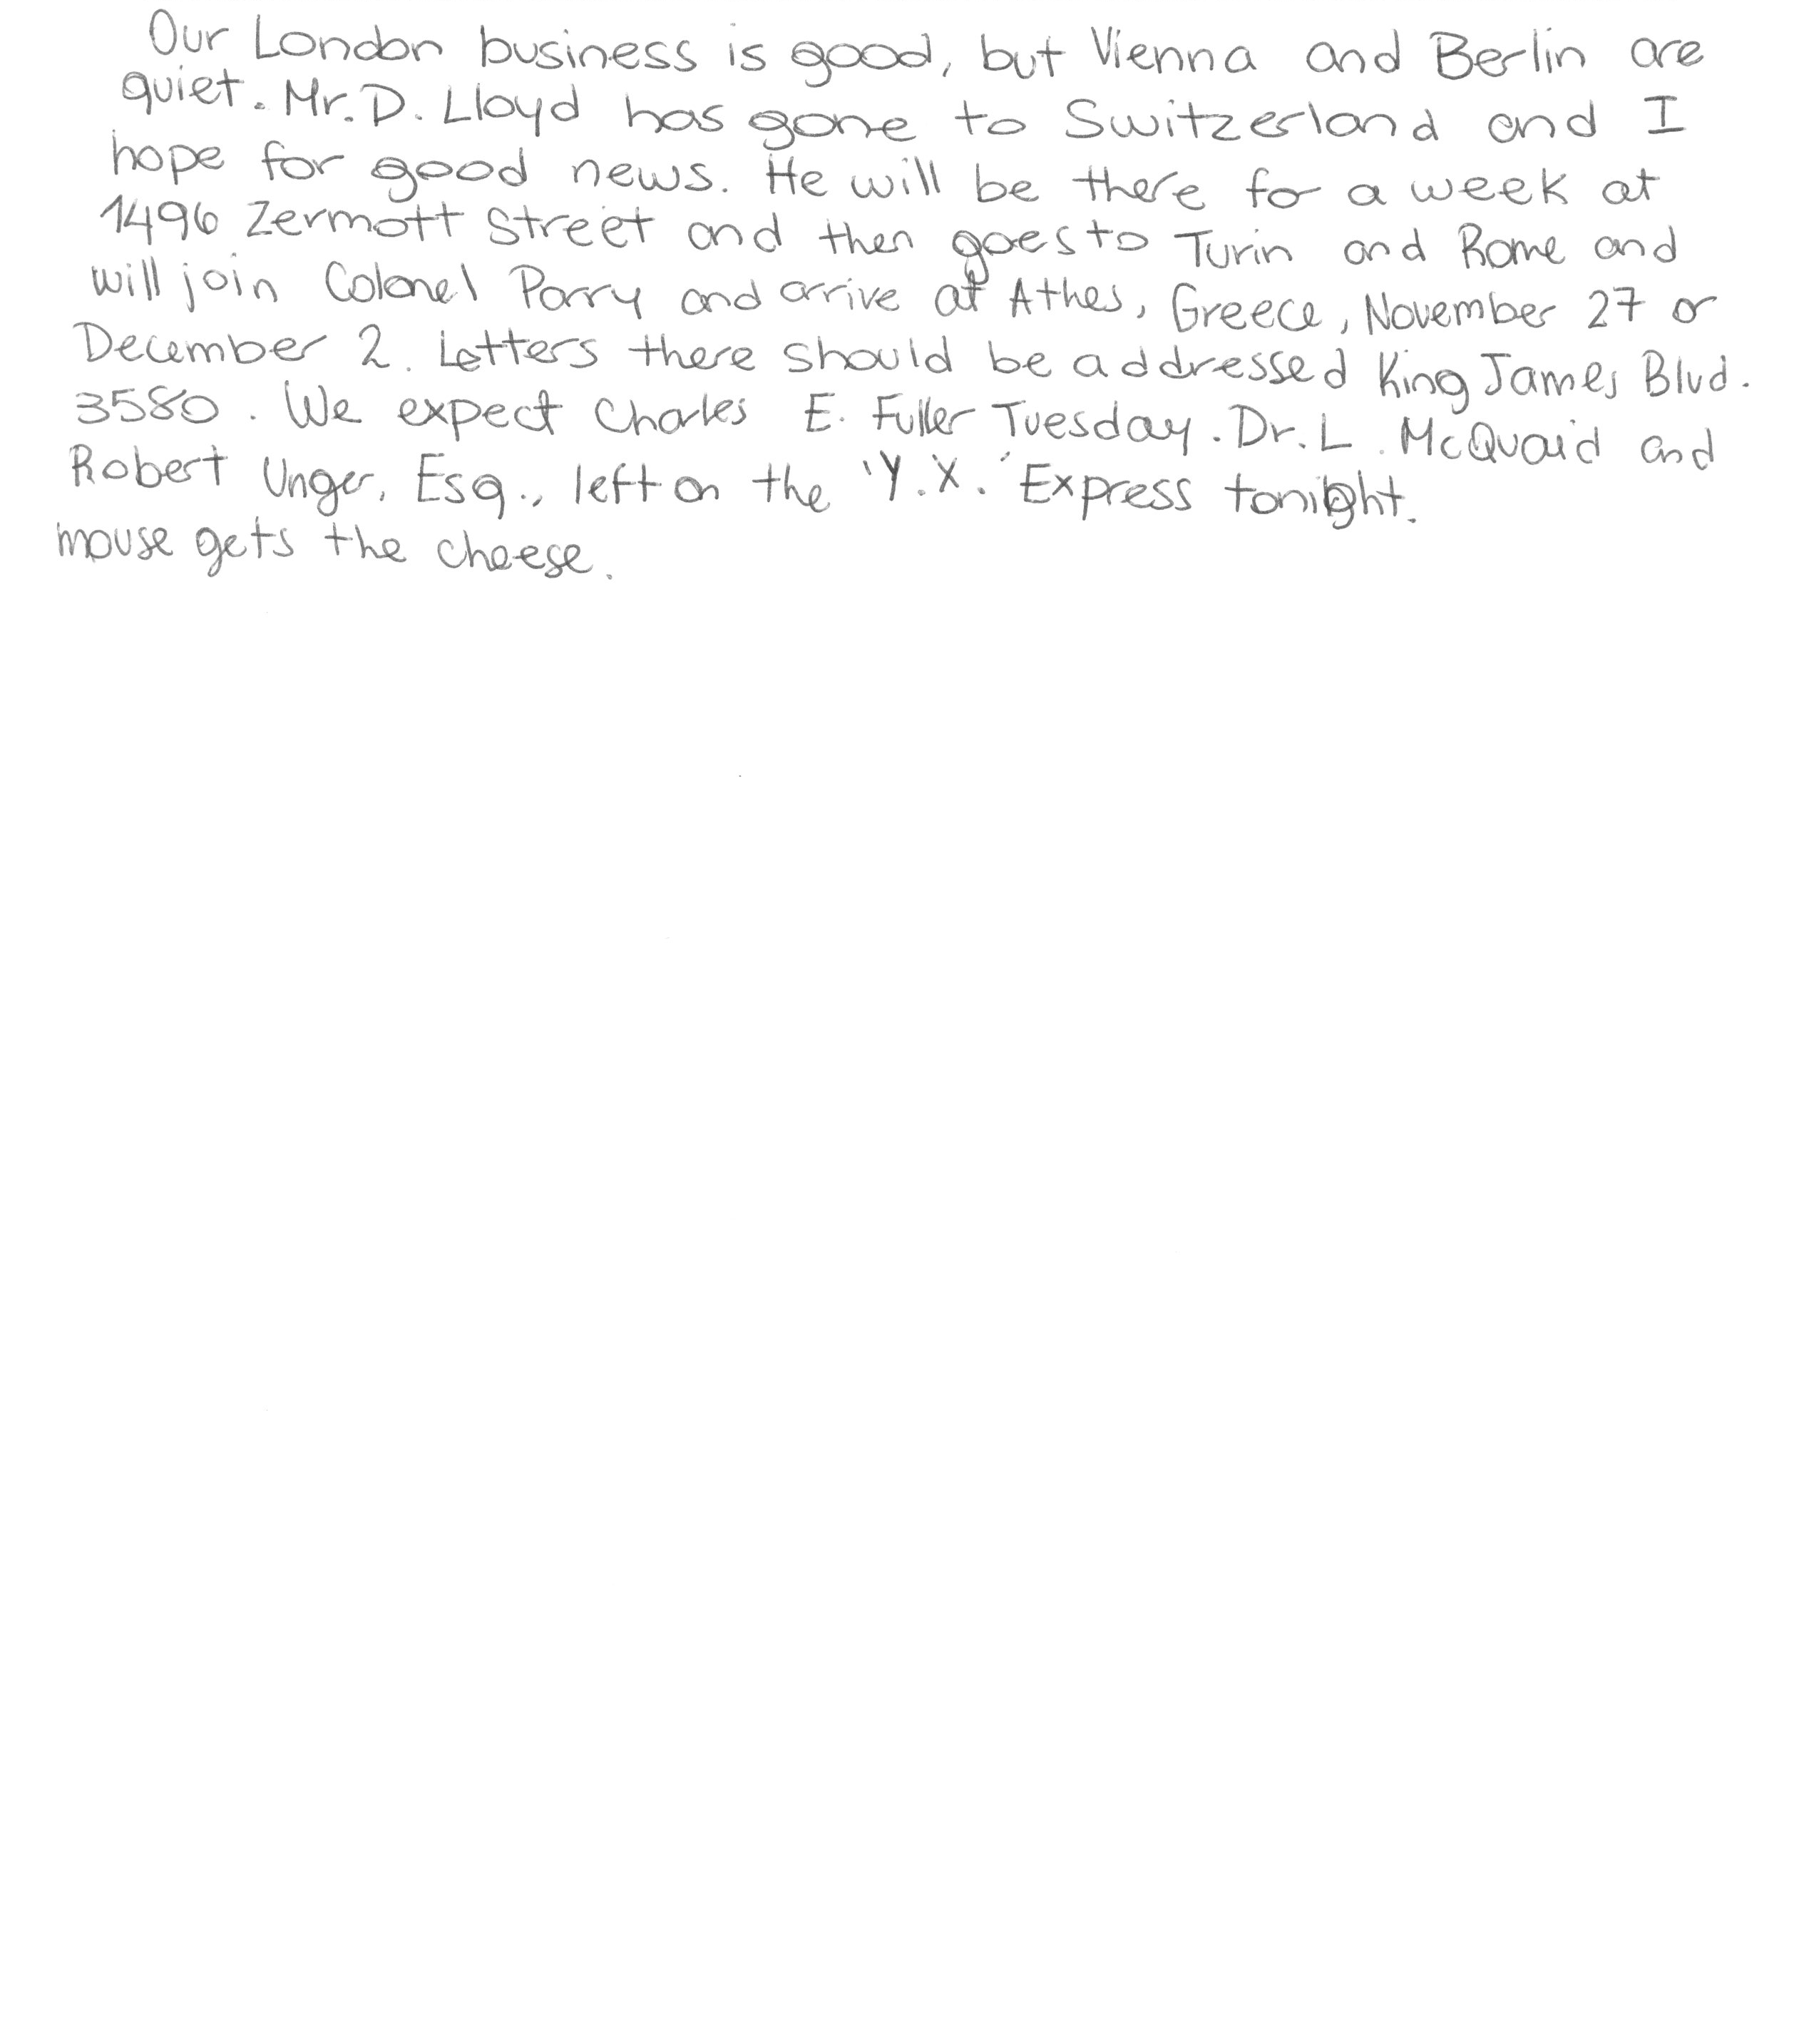 Our London business is good, but Vienna and Berlin are
quiet. Mr. D. Lloyd has gone to Switzerland and I
hope for good news. He will be there for a week at
1496 Zermott Street and then goes to Turin and Rome and
will join Colonel Parry and arrive at Athes, Greece, November 27 or
December 2. Letters there should be addressed King James Blvd.
3580. We expect Charles E. Fuller Tuesday. Dr. L. McQuaid and
Robert Unger, Esq., left on the 'Y.X.' Express tonight.
mouse gets the cheese.